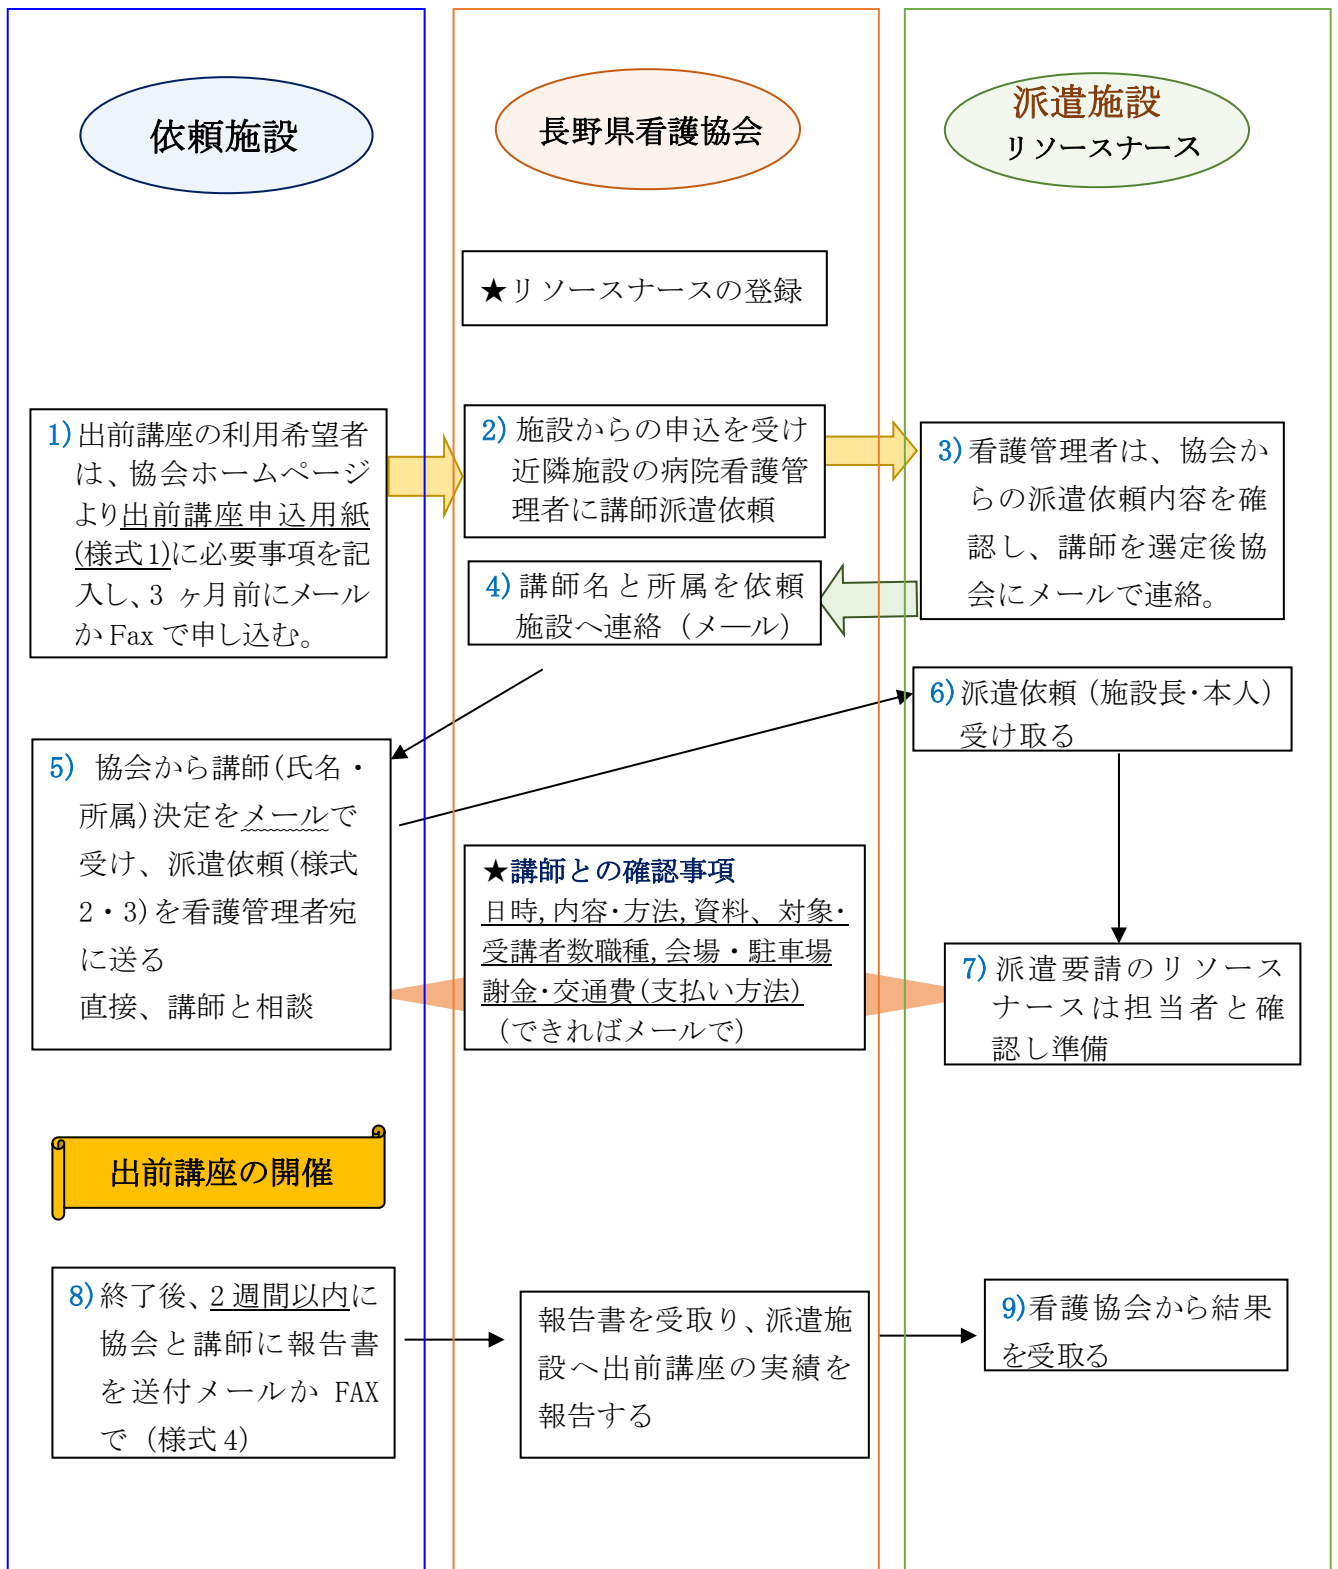 依頼施設
長野県看護協会
派遣施設
リソースナース
★リソースナースの登録
1)出前講座の利用希望者
は、協会ホームページ
より出前講座申込用紙
(様式1)に必要事項を記
入し、3 ヶ月前にメール
か Fax で申し込む。
2) 施設からの申込を受け
近隣施設の病院看護管
理者に講師派遣依頼
3)看護管理者は、協会か
らの派遣依頼内容を確
認し、講師を選定後協
会にメールで連絡。
4)講師名と所属を依頼
施設へ連絡（メール）
5) 協会から講師(氏名・
所属)決定をメールで
受け、派遣依頼(様式
2・3)を看護管理者宛
に送る
直接、講師と相談
6)派遣依頼（施設長・本人）
受け取る
★講師との確認事項
日時,内容・方法,資料、対象・
受講者数職種,会場・駐車場
謝金・交通費(支払い方法)
（できればメールで）
7)派遣要請のリソース
ナースは担当者と確
認し準備
出前講座の開催
8)終了後、2週間以内に
協会と講師に報告書
を送付メールか FAX
で（様式4）
報告書を受取り、派遣施
設へ出前講座の実績を
報告する
9)看護協会から結果
を受取る